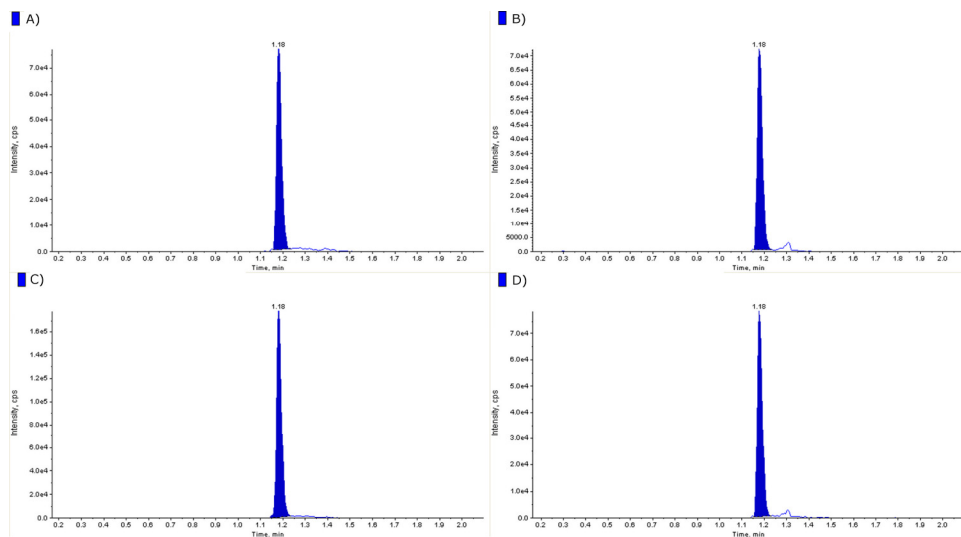 A)
1.18
7.0e4
6.0e4
5.0e4
4.0e4
3.0e4
2.0e4
1.0e4
0.0
Intensity, cps
0.2 0.3 0.4 0.5 0.6 0.7 0.8 0.9 1.0 1.1 1.2 1.3 1.4 1.5 1.6 1.7 1.8 1.9 2.0
Time, min
B)
1.18
7.0e4
6.5e4
6.0e4
5.5e4
5.0e4
4.5e4
4.0e4
3.5e4
3.0e4
2.5e4
2.0e4
1.5e4
1.0e4
5000.0
0.0
Intensity, cps
0.2 0.3 0.4 0.5 0.6 0.7 0.8 0.9 1.0 1.1 1.2 1.3 1.4 1.5 1.6 1.7 1.8 1.9 2.0
Time, min
C)
1.18
1.6e5
1.4e5
1.2e5
1.0e5
8.0e4
6.0e4
4.0e4
2.0e4
0.0
Intensity, cps
0.2 0.3 0.4 0.5 0.6 0.7 0.8 0.9 1.0 1.1 1.2 1.3 1.4 1.5 1.6 1.7 1.8 1.9 2.0
Time, min
D)
1.18
7.0e4
6.0e4
5.0e4
4.0e4
3.0e4
2.0e4
1.0e4
0.0
Intensity, cps
0.2 0.3 0.4 0.5 0.6 0.7 0.8 0.9 1.0 1.1 1.2 1.3 1.4 1.5 1.6 1.7 1.8 1.9 2.0
Time, min